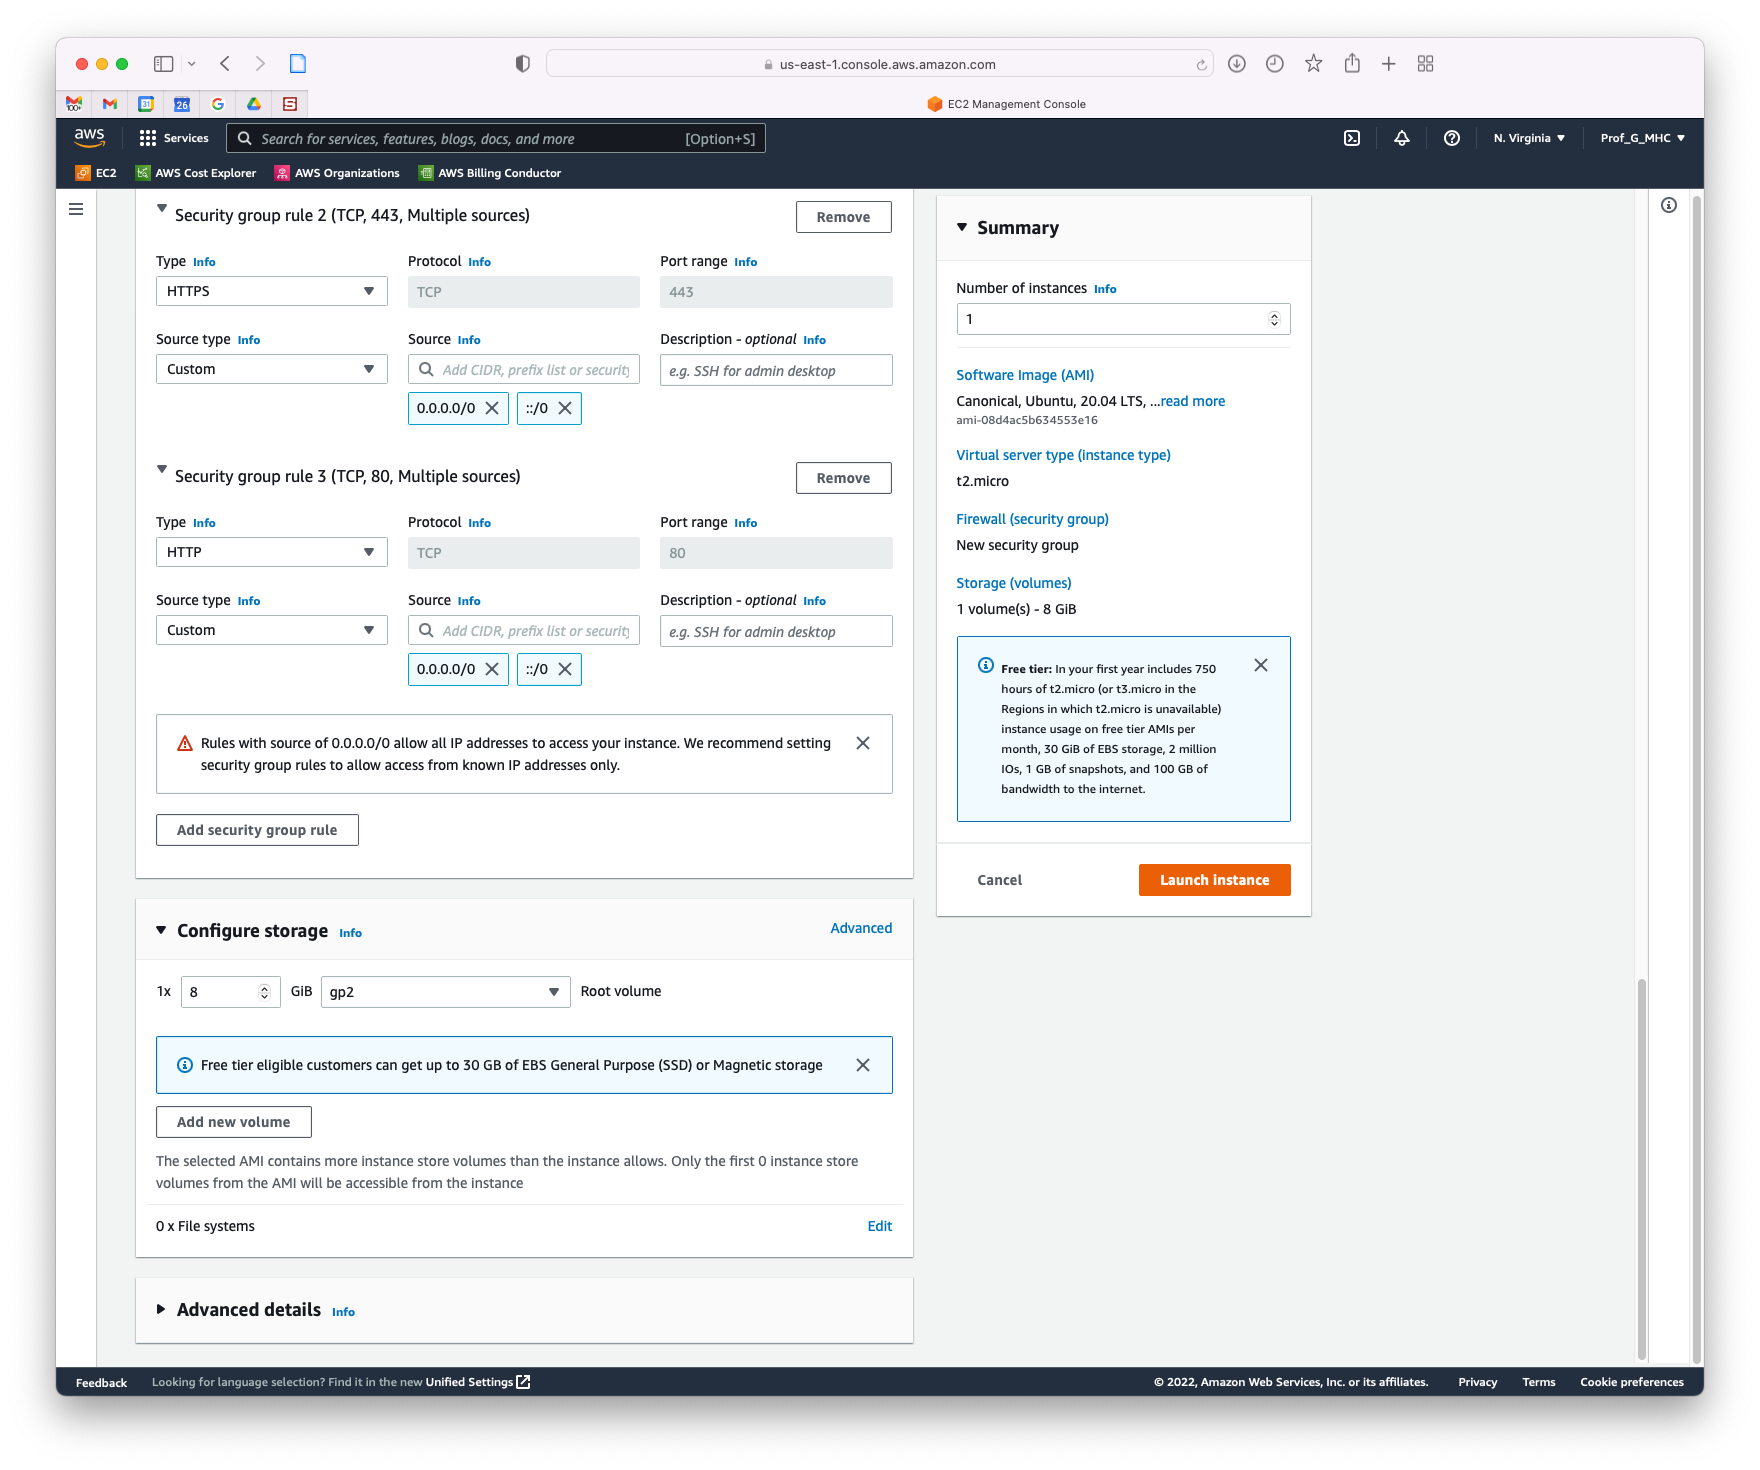 us-east-1.console.aws.amazon.com
EC2 Management Console
aws
Services
Search for services, features, blogs, docs, and more [Option+S]
N. Virginia
Prof_G_MHC
EC2
AWS Cost Explorer
AWS Organizations
AWS Billing Conductor
Security group rule 2 (TCP, 443, Multiple sources)
Remove
Type Info
Protocol Info
Port range Info
HTTPS
TCP
443
Source type Info
Source Info
Description - optional Info
Custom
Add CIDR, prefix list or security
e.g. SSH for admin desktop
0.0.0.0/0
::/0
Security group rule 3 (TCP, 80, Multiple sources)
Remove
Type Info
Protocol Info
Port range Info
HTTP
TCP
80
Source type Info
Source Info
Description - optional Info
Custom
Add CIDR, prefix list or security
e.g. SSH for admin desktop
0.0.0.0/0
::/0
Rules with source of 0.0.0.0/0 allow all IP addresses to access your instance. We recommend setting
security group rules to allow access from known IP addresses only.
Add security group rule
Configure storage Info
Advanced
1x
8
GiB
gp2
Root volume
Free tier eligible customers can get up to 30 GB of EBS General Purpose (SSD) or Magnetic storage
Add new volume
The selected AMI contains more instance store volumes than the instance allows. Only the first 0 instance store
volumes from the AMI will be accessible from the instance
0 x File systems
Edit
Advanced details Info
Summary
Number of instances Info
1
Software Image (AMI)
Canonical, Ubuntu, 20.04 LTS, ...read more
ami-08d4ac5b634553e16
Virtual server type (instance type)
t2.micro
Firewall (security group)
New security group
Storage (volumes)
1 volume(s) - 8 GiB
Free tier: In your first year includes 750
hours of t2.micro (or t3.micro in the
Regions in which t2.micro is unavailable)
instance usage on free tier AMIs per
month, 30 GiB of EBS storage, 2 million
IOs, 1 GB of snapshots, and 100 GB of
bandwidth to the internet.
Cancel
Launch instance
Feedback
Looking for language selection? Find it in the new Unified Settings
© 2022, Amazon Web Services, Inc. or its affiliates.
Privacy
Terms
Cookie preferences